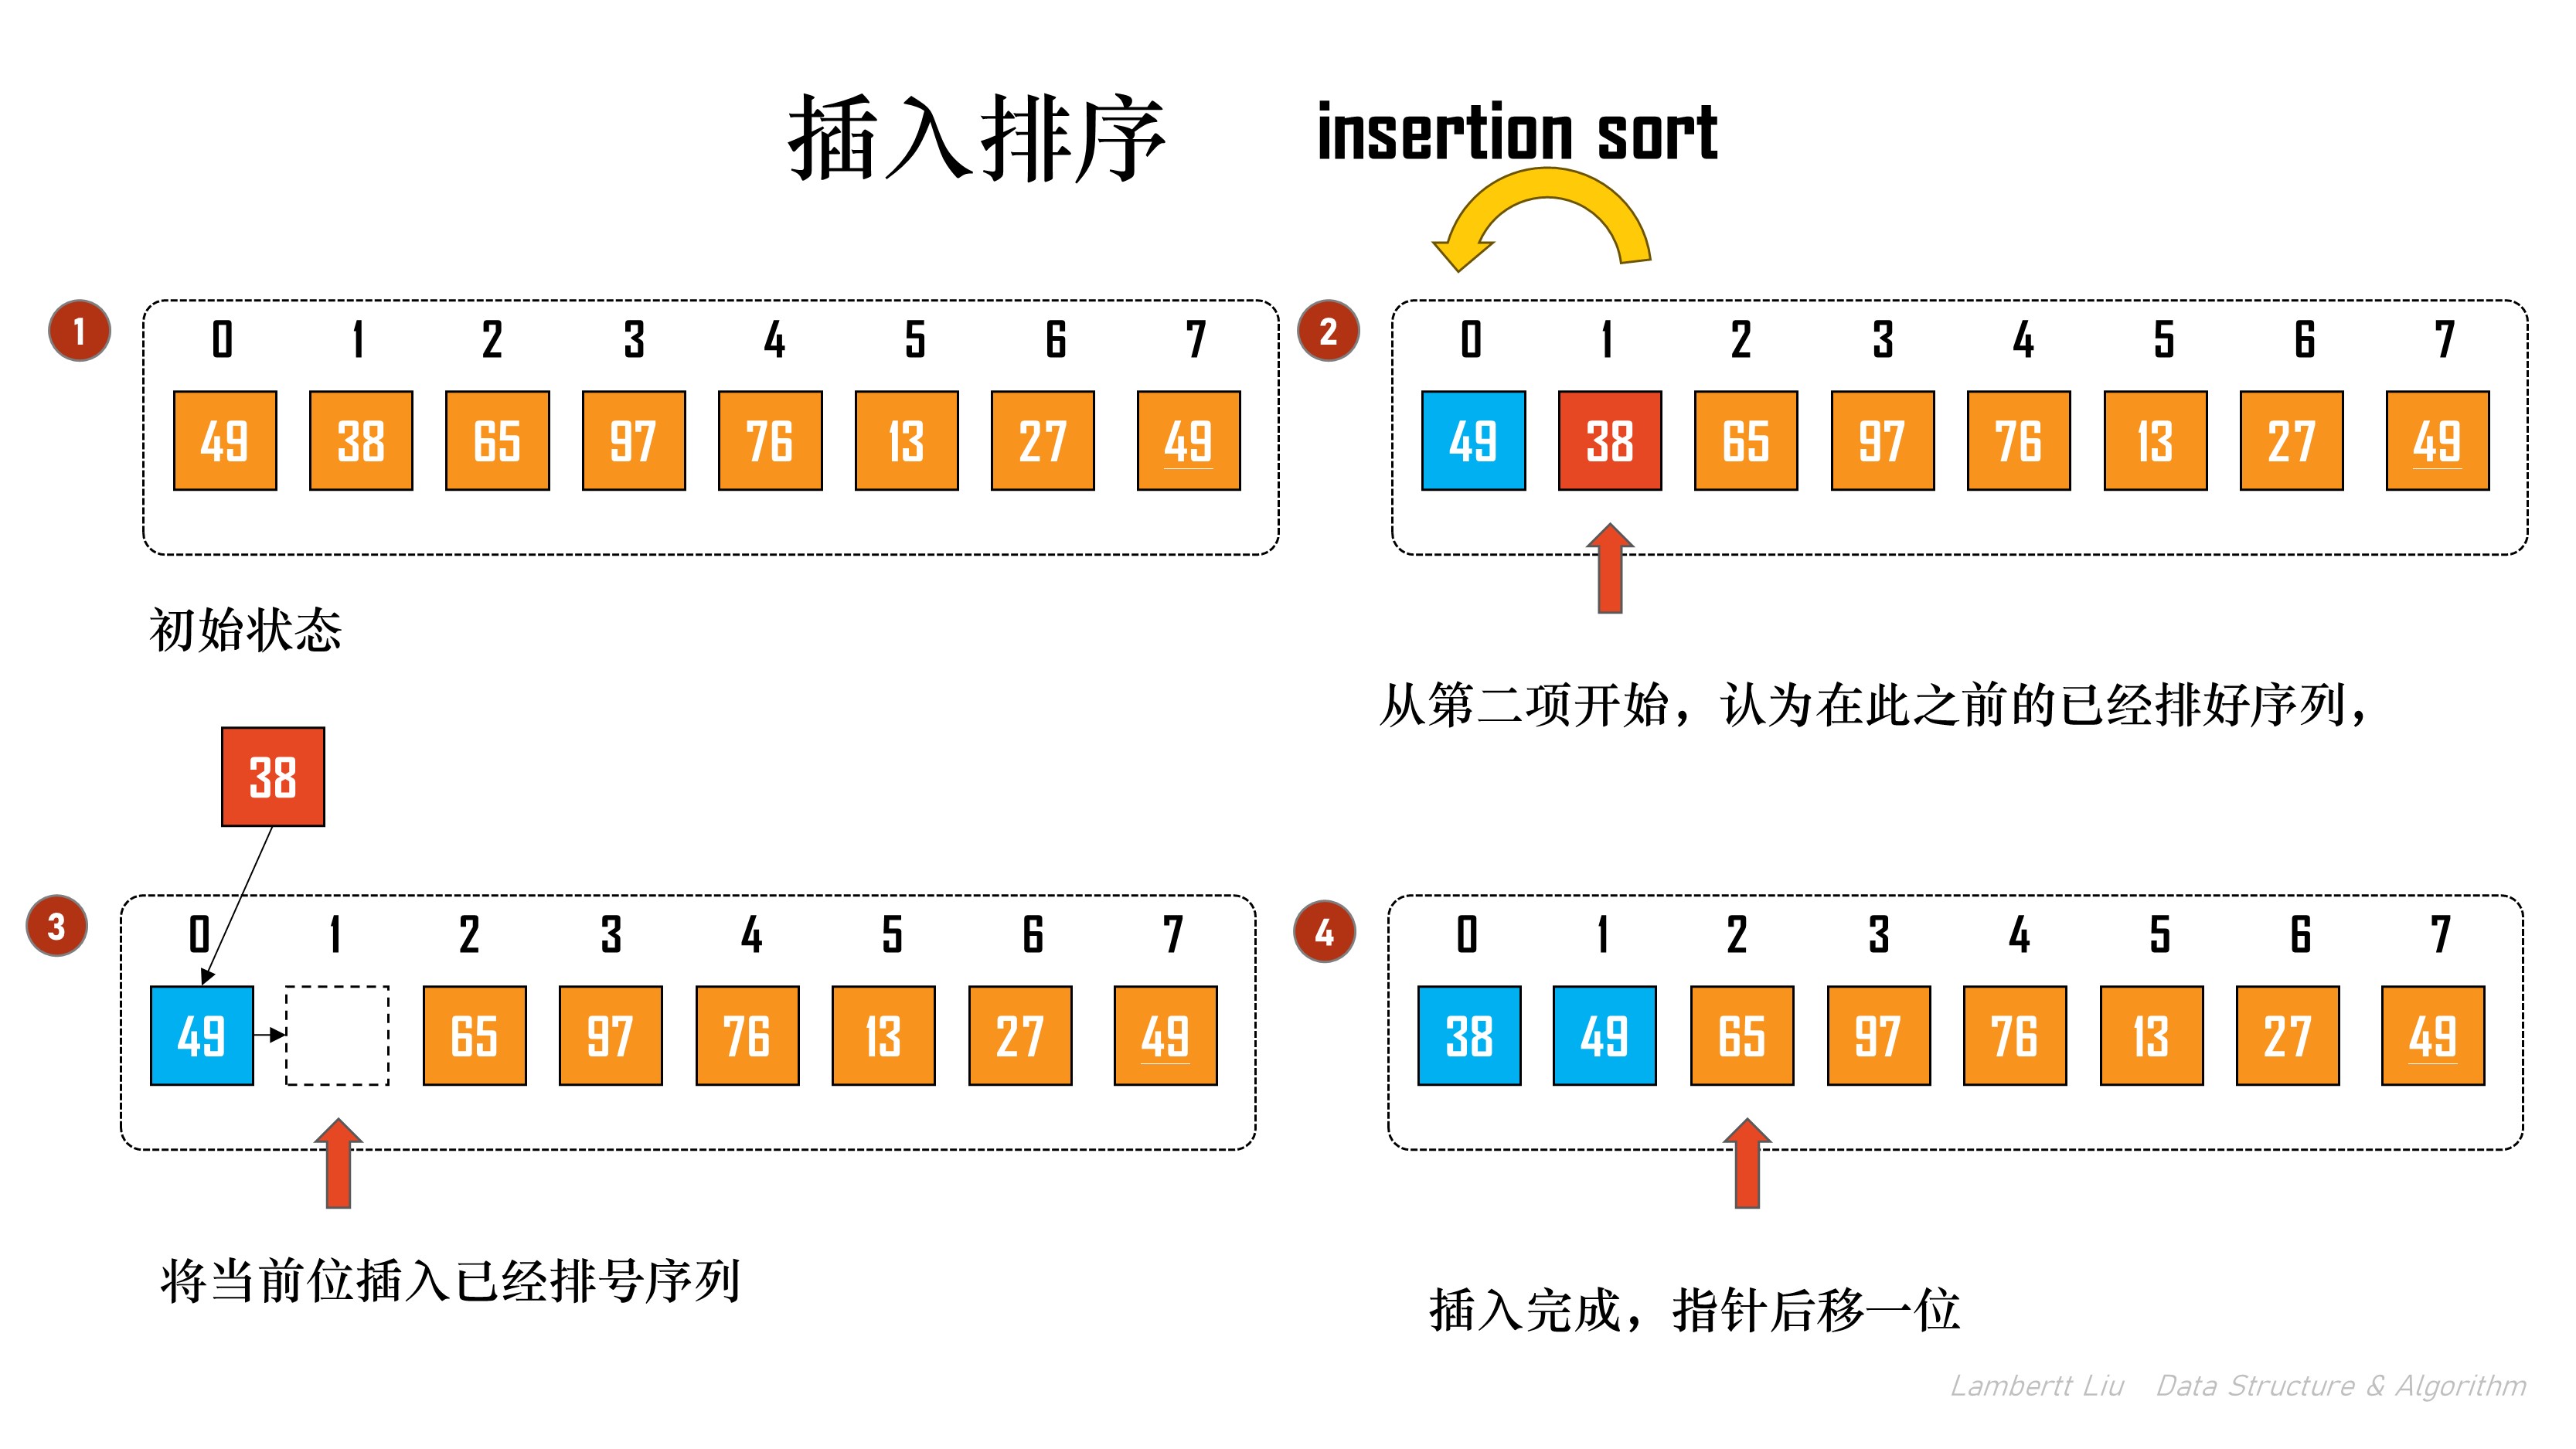 插入排序 insertion sort
1
0 1 2 3 4 5 6 7
49 38 65 97 76 13 27 49
初始状态
2
0 1 2 3 4 5 6 7
49 38 65 97 76 13 27 49
从第二项开始，认为在此之前的已经排好序列，
38
3
0 1 2 3 4 5 6 7
49 65 97 76 13 27 49
将当前位插入已经排号序列
4
0 1 2 3 4 5 6 7
38 49 65 97 76 13 27 49
插入完成，指针后移一位
Lambertt Liu Data Structure & Algorithm